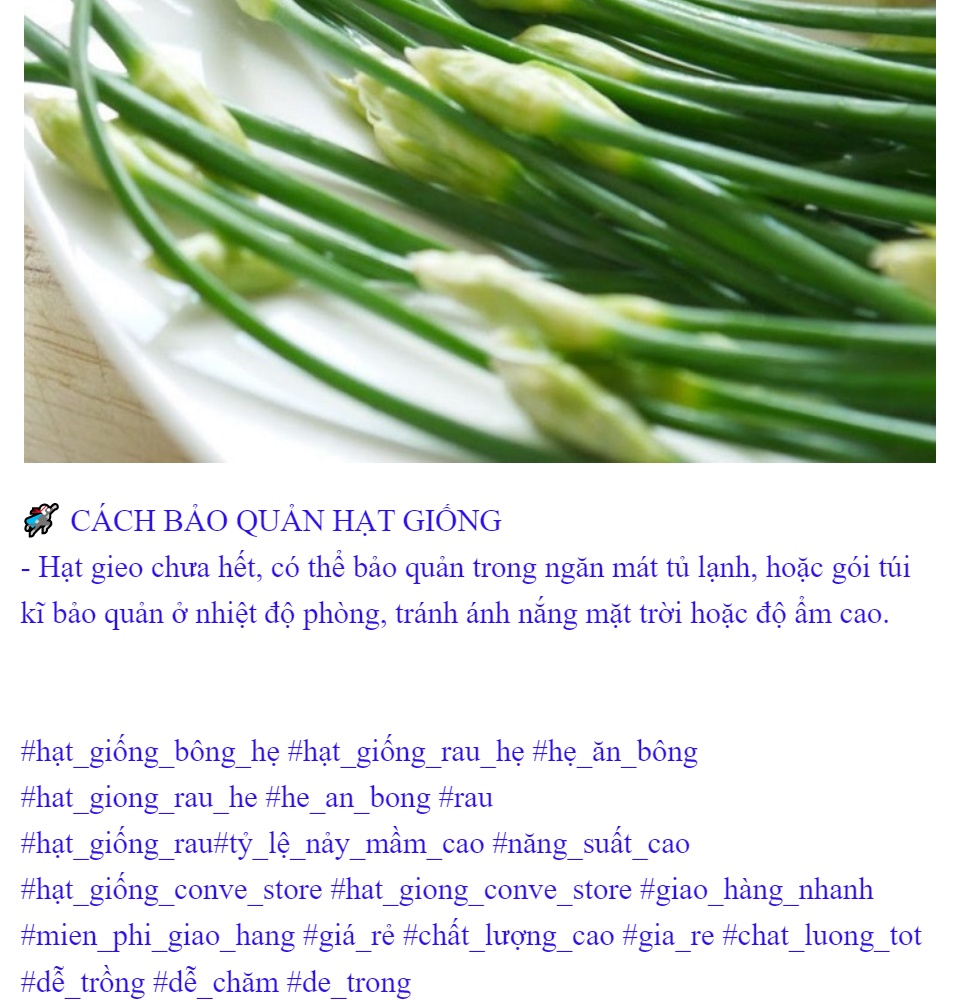 CÁCH BẢO QUẢN HẠT GIỐNG
- Hạt gieo chưa hết, có thể bảo quản trong ngăn mát tủ lạnh, hoặc gói túi
kĩ bảo quản ở nhiệt độ phòng, tránh ánh nắng mặt trời hoặc độ ẩm cao.
#hạt_giống_bông_hẹ #hạt_giống_rau_hẹ #hẹ_ăn_bông
#hat_giong_rau_he #he_an_bong #rau
#hạt_giống_rau#tỷ_lệ_nảy_mầm_cao #năng_suất_cao
#hạt_giống_conve_store #hat_giong_conve_store #giao_hàng_nhanh
#mien_phi_giao_hang #giá_rẻ #chất_lượng_cao #gia_re #chat_luong_tot
#dễ_trồng #dễ_chăm #de_trong